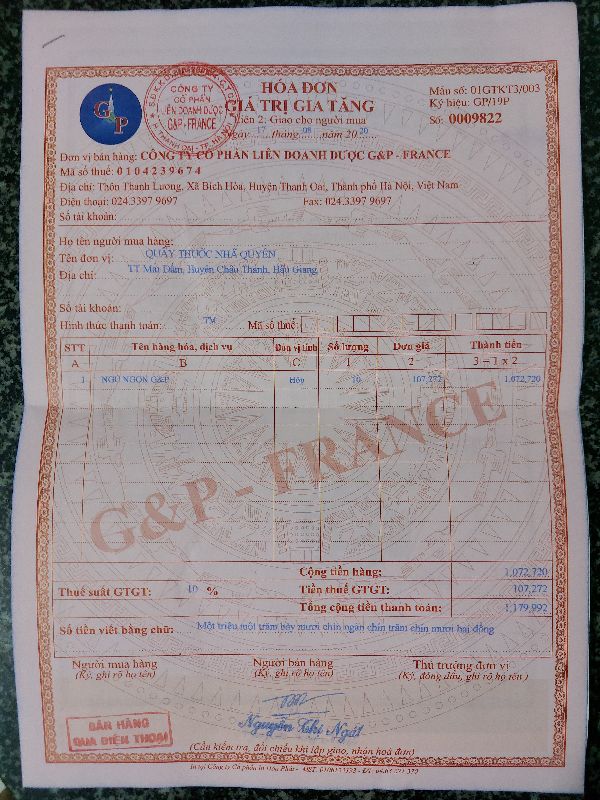 G&P
CÔNG TY
CỔ PHẦN
LIÊN DOANH DƯỢC
G&P - FRANCE
HÓA ĐƠN
GIÁ TRỊ GIA TĂNG
Liên 2: Giao cho người mua
Ngày 17 tháng 08 năm 2020
Mẫu số: 01GTKT3/003
Ký hiệu: GP/19P
Số: 0009822
Đơn vị bán hàng: CÔNG TY CỔ PHẦN LIÊN DOANH DƯỢC G&P - FRANCE
Mã số thuế: 0104239674
Địa chỉ: Thôn Thanh Lương, Xã Bích Hòa, Huyện Thanh Oai, Thành phố Hà Nội, Việt Nam
Điện thoại: 024.3397 9697 Fax: 024.3397 9697
Số tài khoản:
Họ tên người mua hàng:
Tên đơn vị: QUẦY THUỐC NHÃ QUYÊN
Địa chỉ: TT Mái Dầm, Huyện Châu Thành, Hậu Giang
Số tài khoản:
Hình thức thanh toán: TM Mã số thuế:
STT Tên hàng hóa, dịch vụ Đơn vị tính Số lượng Đơn giá Thành tiền
A B C 1 2 3 = 1 x 2
1 NGỦ NGON G&P Hộp 10 107,272 1,072,720
G&P - FRANCE
Cộng tiền hàng: 1,072,720
Thuế suất GTGT: 10 % Tiền thuế GTGT: 107,272
Tổng cộng tiền thanh toán: 1,179,992
Số tiền viết bằng chữ: Một triệu một trăm bảy mươi chín ngàn chín trăm chín mươi hai đồng
Người mua hàng Người bán hàng Thủ trưởng đơn vị
(Ký, ghi rõ họ tên) (Ký, ghi rõ họ tên) (Ký, đóng dấu, ghi rõ họ tên)
Nguyễn Chi Ngát
BÁN HÀNG
QUA ĐIỆN THOẠI
(Cần kiểm tra, đối chiếu khi lập giao, nhận hoá đơn)